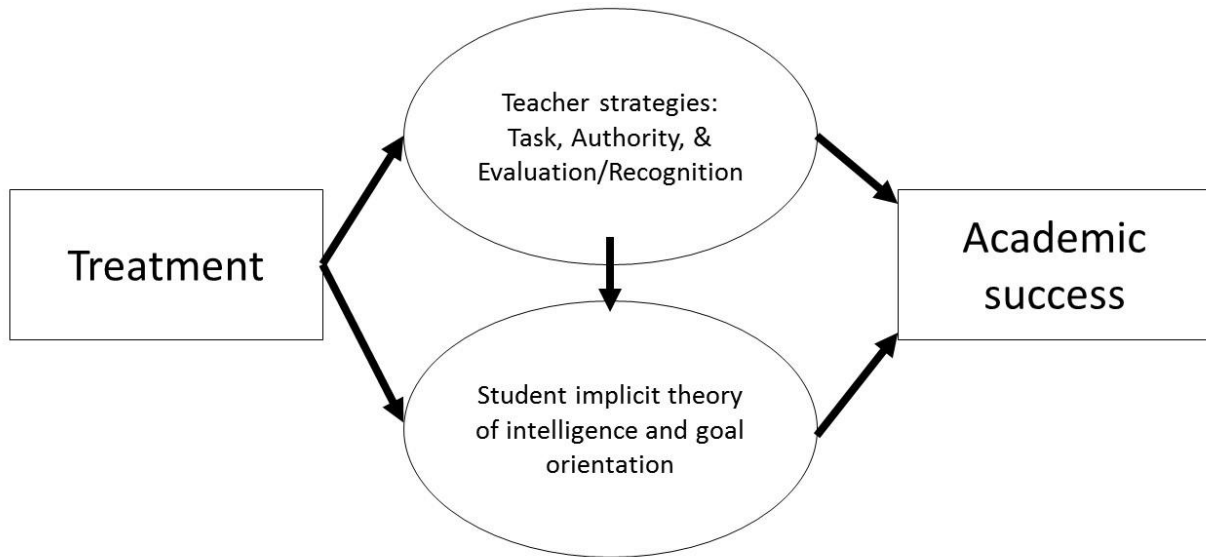 Teacher strategies:
Task, Authority, &
Evaluation/Recognition
Treatment
Academic
success
Student implicit theory
of intelligence and goal
orientation